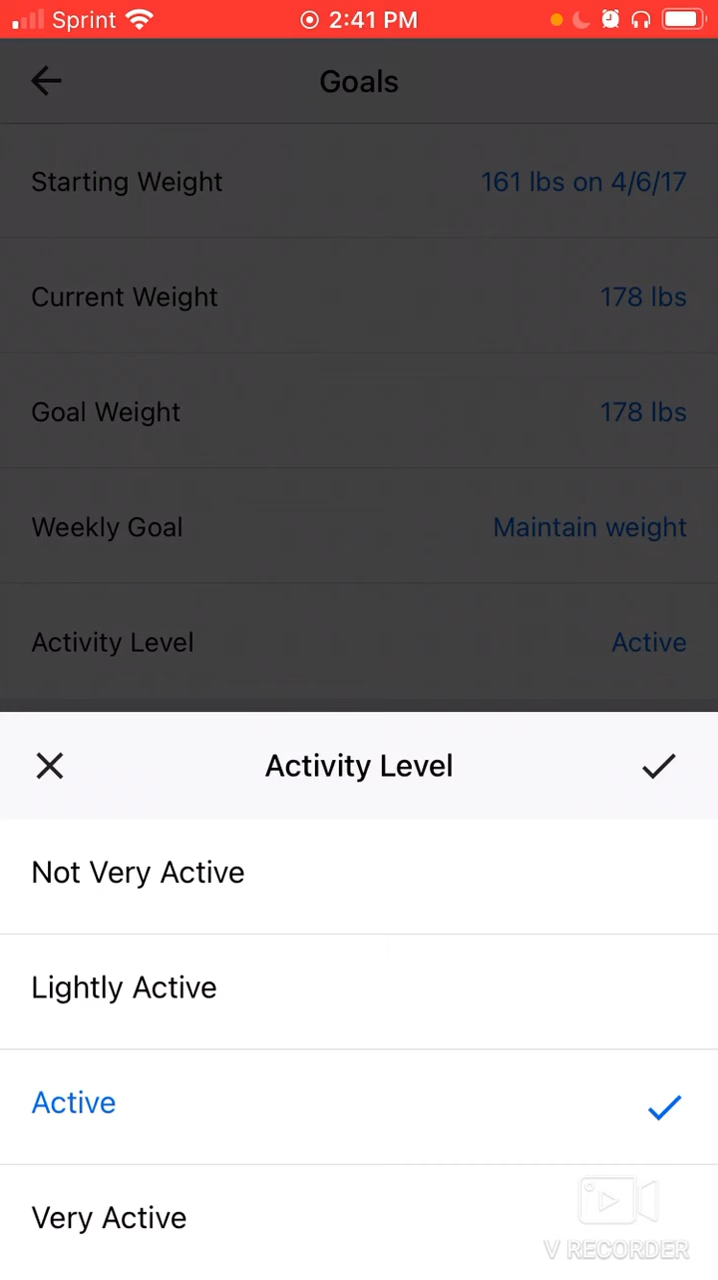 Sprint 2:41 PM
Goals
Starting Weight 161 lbs on 4/6/17
Current Weight 178 lbs
Goal Weight 178 lbs
Weekly Goal Maintain weight
Activity Level Active
Activity Level
Not Very Active
Lightly Active
Active
Very Active
V RECORDER